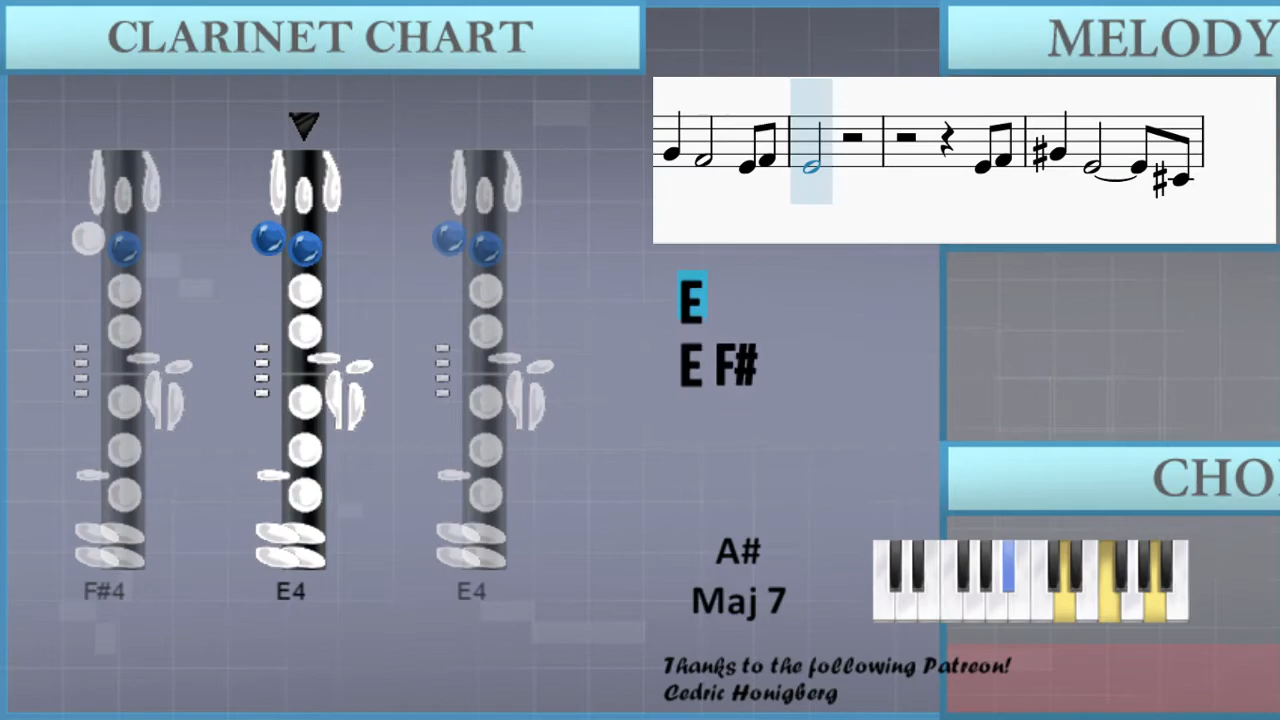 CLARINET CHART
MELODY
E
E F#
F#4
E4
E4
A#
Maj 7
CHO
Thanks to the following Patreon!
Cedric Honigberg